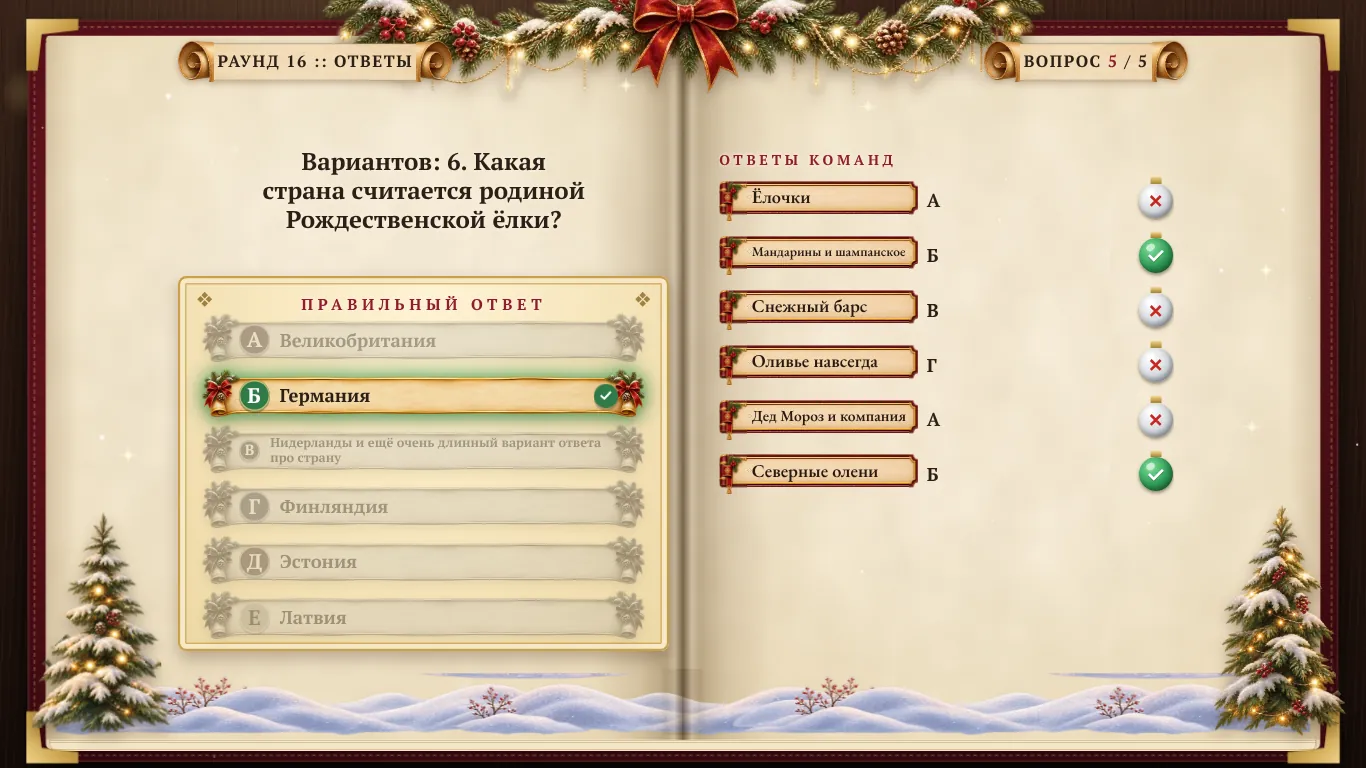 РАУНД 16 :: ОТВЕТЫ
ВОПРОС 5 / 5
Вариантов: 6. Какая
страна считается родиной
Рождественской ёлки?
ПРАВИЛЬНЫЙ ОТВЕТ
А Великобритания
Б Германия
В Нидерланды и ещё очень длинный вариант ответа
про страну
Г Финляндия
Д Эстония
Е Латвия
ОТВЕТЫ КОМАНД
Ёлочки А
Мандарины и шампанское Б
Снежный барс В
Оливье навсегда Г
Дед Мороз и компания А
Северные олени Б